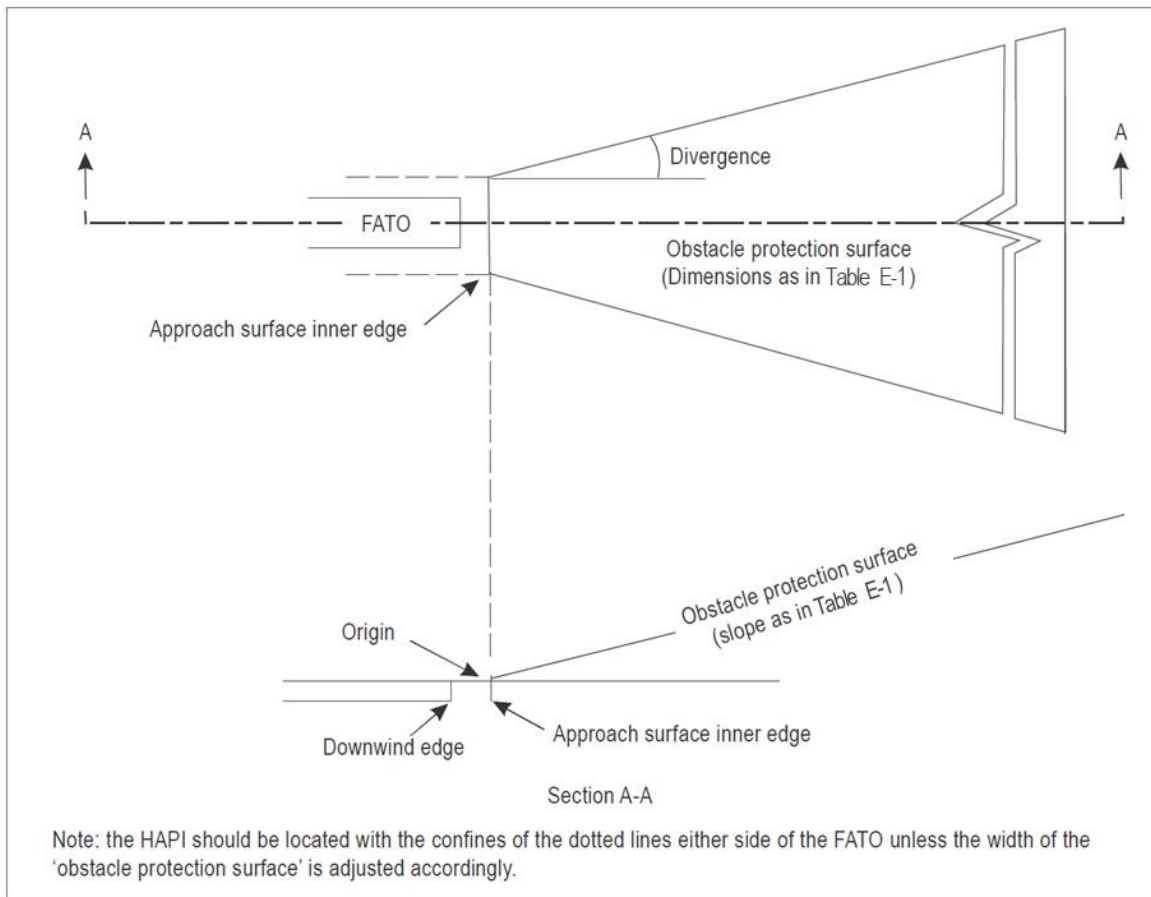 A
A
Divergence
FATO
Obstacle protection surface
(Dimensions as in Table E-1)
Approach surface inner edge
Obstacle protection surface
(slope as in Table E-1)
Origin
Downwind edge
Approach surface inner edge
Section A-A
Note: the HAPI should be located with the confines of the dotted lines either side of the FATO unless the width of the
'obstacle protection surface' is adjusted accordingly.